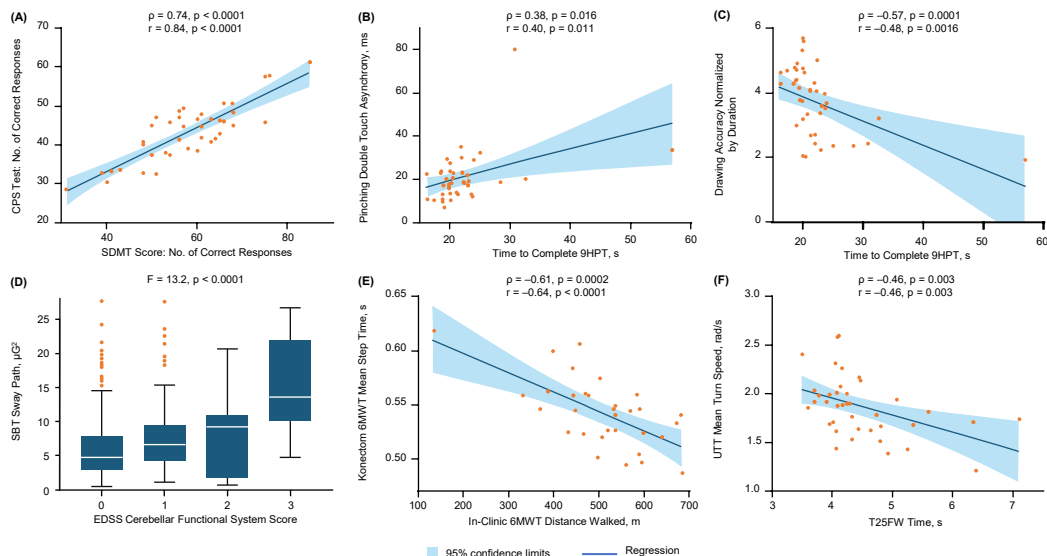 (A)
ρ = 0.74, p < 0.0001
r = 0.84, p < 0.0001
CPS Test: No. of Correct Responses
70
60
50
40
30
20
40
60
80
SDMT Score: No. of Correct Responses
(B)
ρ = 0.38, p = 0.016
r = 0.40, p = 0.011
Pinching Double Touch Asynchrony, ms
100
80
60
40
20
0
20
30
40
50
60
Time to Complete 9HPT, s
(C)
ρ = –0.57, p = 0.0001
r = –0.48, p = 0.0016
Drawing Accuracy Normalized
by Duration
6
4
2
0
20
30
40
50
60
Time to Complete 9HPT, s
(D)
F = 13.2, p < 0.0001
SBT Sway Path, µG²
25
20
15
10
5
0
0
1
2
3
EDSS Cerebellar Functional System Score
(E)
ρ = –0.61, p = 0.0002
r = –0.64, p < 0.0001
Konectom 6MWT Mean Step Time, s
0.65
0.60
0.55
0.50
100
200
300
400
500
600
700
In-Clinic 6MWT Distance Walked, m
(F)
ρ = –0.46, p = 0.003
r = –0.46, p = 0.003
UTT Mean Turn Speed, rad/s
3.0
2.5
2.0
1.5
1.0
3
4
5
6
7
T25FW Time, s
95% confidence limits
Regression